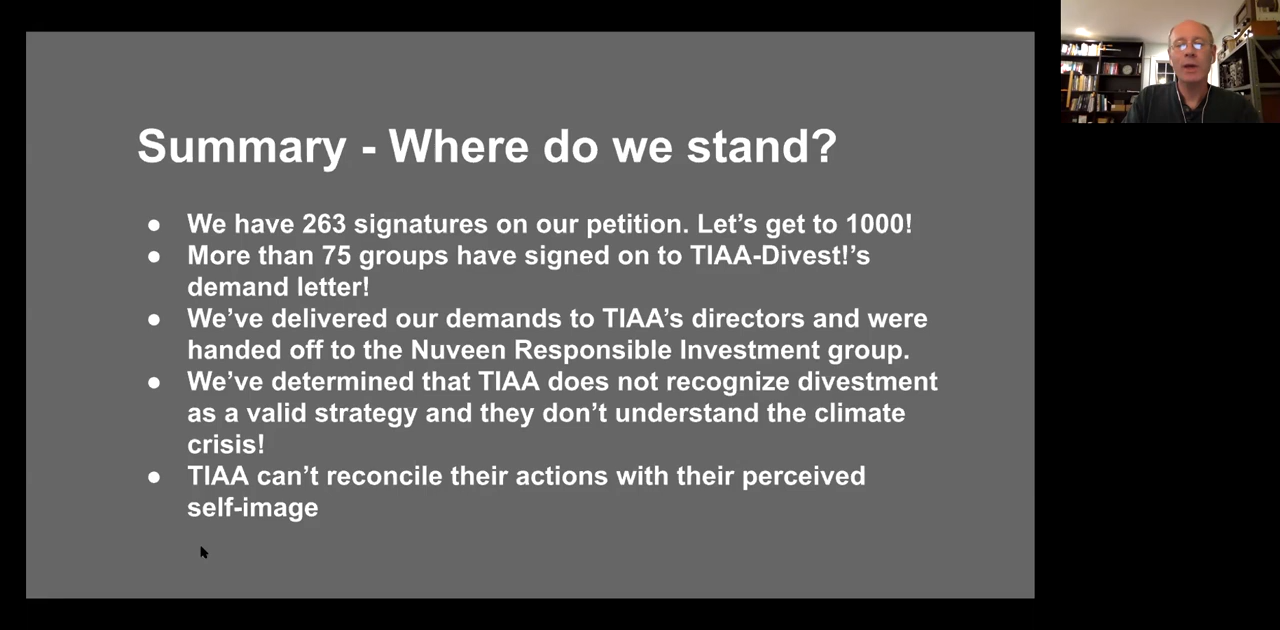 Summary - Where do we stand?
● We have 263 signatures on our petition. Let’s get to 1000!
● More than 75 groups have signed on to TIAA-Divest!’s
demand letter!
● We’ve delivered our demands to TIAA’s directors and were
handed off to the Nuveen Responsible Investment group.
● We’ve determined that TIAA does not recognize divestment
as a valid strategy and they don’t understand the climate
crisis!
● TIAA can’t reconcile their actions with their perceived
self-image